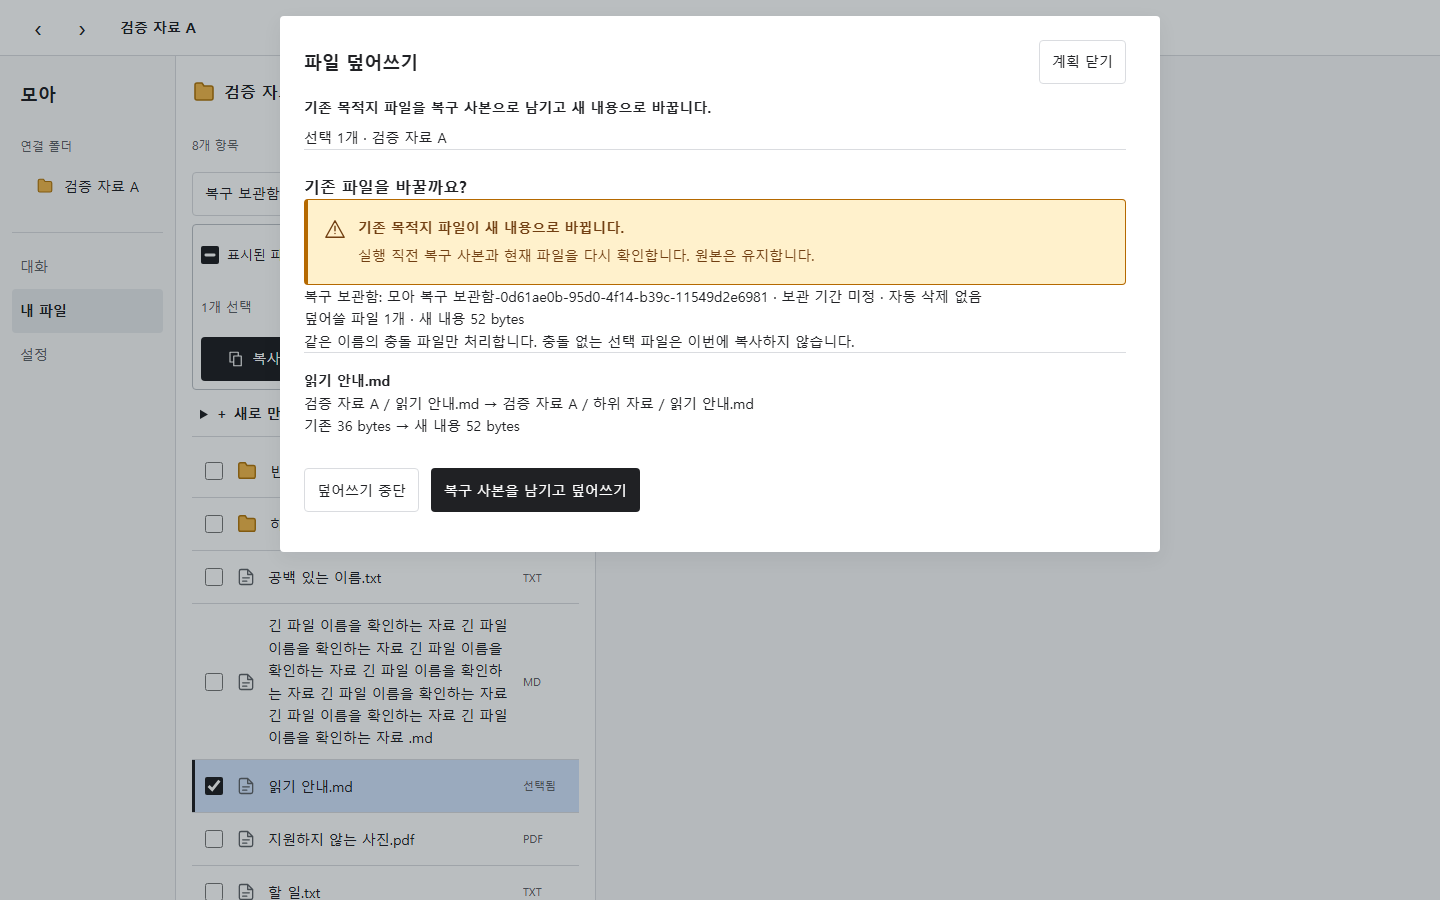 검증 자료 A
모아
연결 폴더
검증 자료 A
대화
내 파일
설정
검증 자
8개 항목
복구 보관함
표시된 파
1개 선택
복사
+ 새로 만
공백 있는 이름.txt
TXT
긴 파일 이름을 확인하는 자료 긴 파일
이름을 확인하는 자료 긴 파일 이름을
확인하는 자료 긴 파일 이름을 확인하
는 자료 긴 파일 이름을 확인하는 자료
긴 파일 이름을 확인하는 자료 긴 파일
이름을 확인하는 자료 .md
MD
읽기 안내.md
선택됨
지원하지 않는 사진.pdf
PDF
할 일.txt
TXT
파일 덮어쓰기
계획 닫기
기존 목적지 파일을 복구 사본으로 남기고 새 내용으로 바꿉니다.
선택 1개 · 검증 자료 A
기존 파일을 바꿀까요?
기존 목적지 파일이 새 내용으로 바뀝니다.
실행 직전 복구 사본과 현재 파일을 다시 확인합니다. 원본은 유지합니다.
복구 보관함: 모아 복구 보관함-0d61ae0b-95d0-4f14-b39c-11549d2e6981 · 보관 기간 미정 · 자동 삭제 없음
덮어쓸 파일 1개 · 새 내용 52 bytes
같은 이름의 충돌 파일만 처리합니다. 충돌 없는 선택 파일은 이번에 복사하지 않습니다.
읽기 안내.md
검증 자료 A / 읽기 안내.md → 검증 자료 A / 하위 자료 / 읽기 안내.md
기존 36 bytes → 새 내용 52 bytes
덮어쓰기 중단
복구 사본을 남기고 덮어쓰기